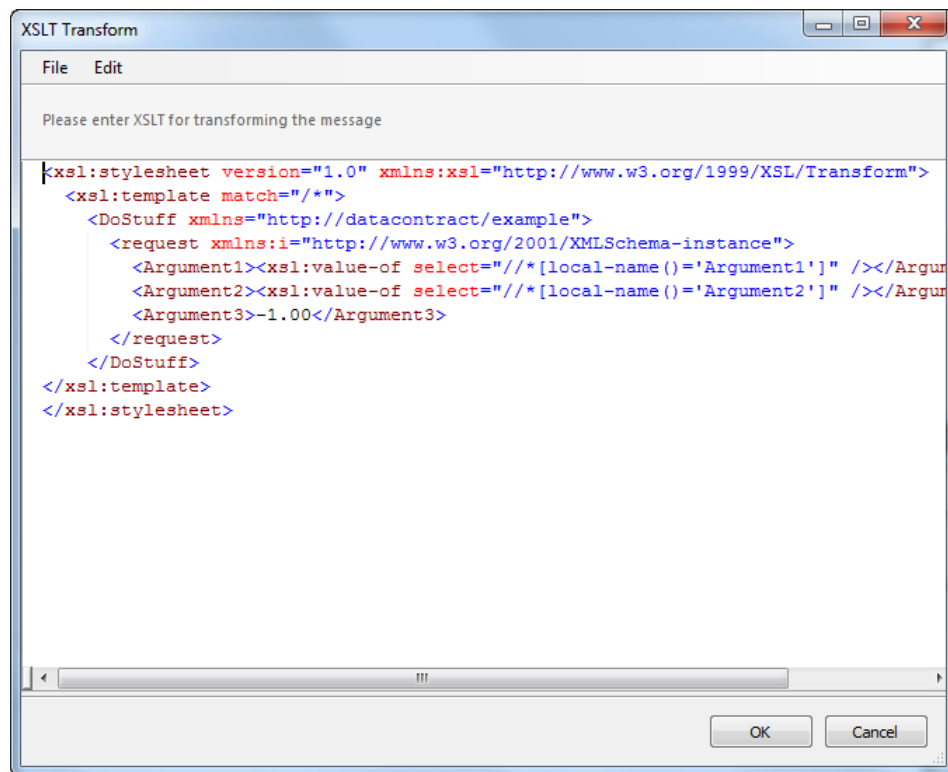 XSLT Transform
File Edit
Please enter XSLT for transforming the message
<xsl:stylesheet version="1.0" xmlns:xsl="http://www.w3.org/1999/XSL/Transform">
<xsl:template match="/*">
<DoStuff xmlns="http://datacontract/example">
<request xmlns:i="http://www.w3.org/2001/XMLSchema-instance">
<Argument1><xsl:value-of select="//*[local-name()='Argument1']" /></Argum
<Argument2><xsl:value-of select="//*[local-name()='Argument2']" /></Argum
<Argument3>-1.00</Argument3>
</request>
</DoStuff>
</xsl:template>
</xsl:stylesheet>
OK Cancel